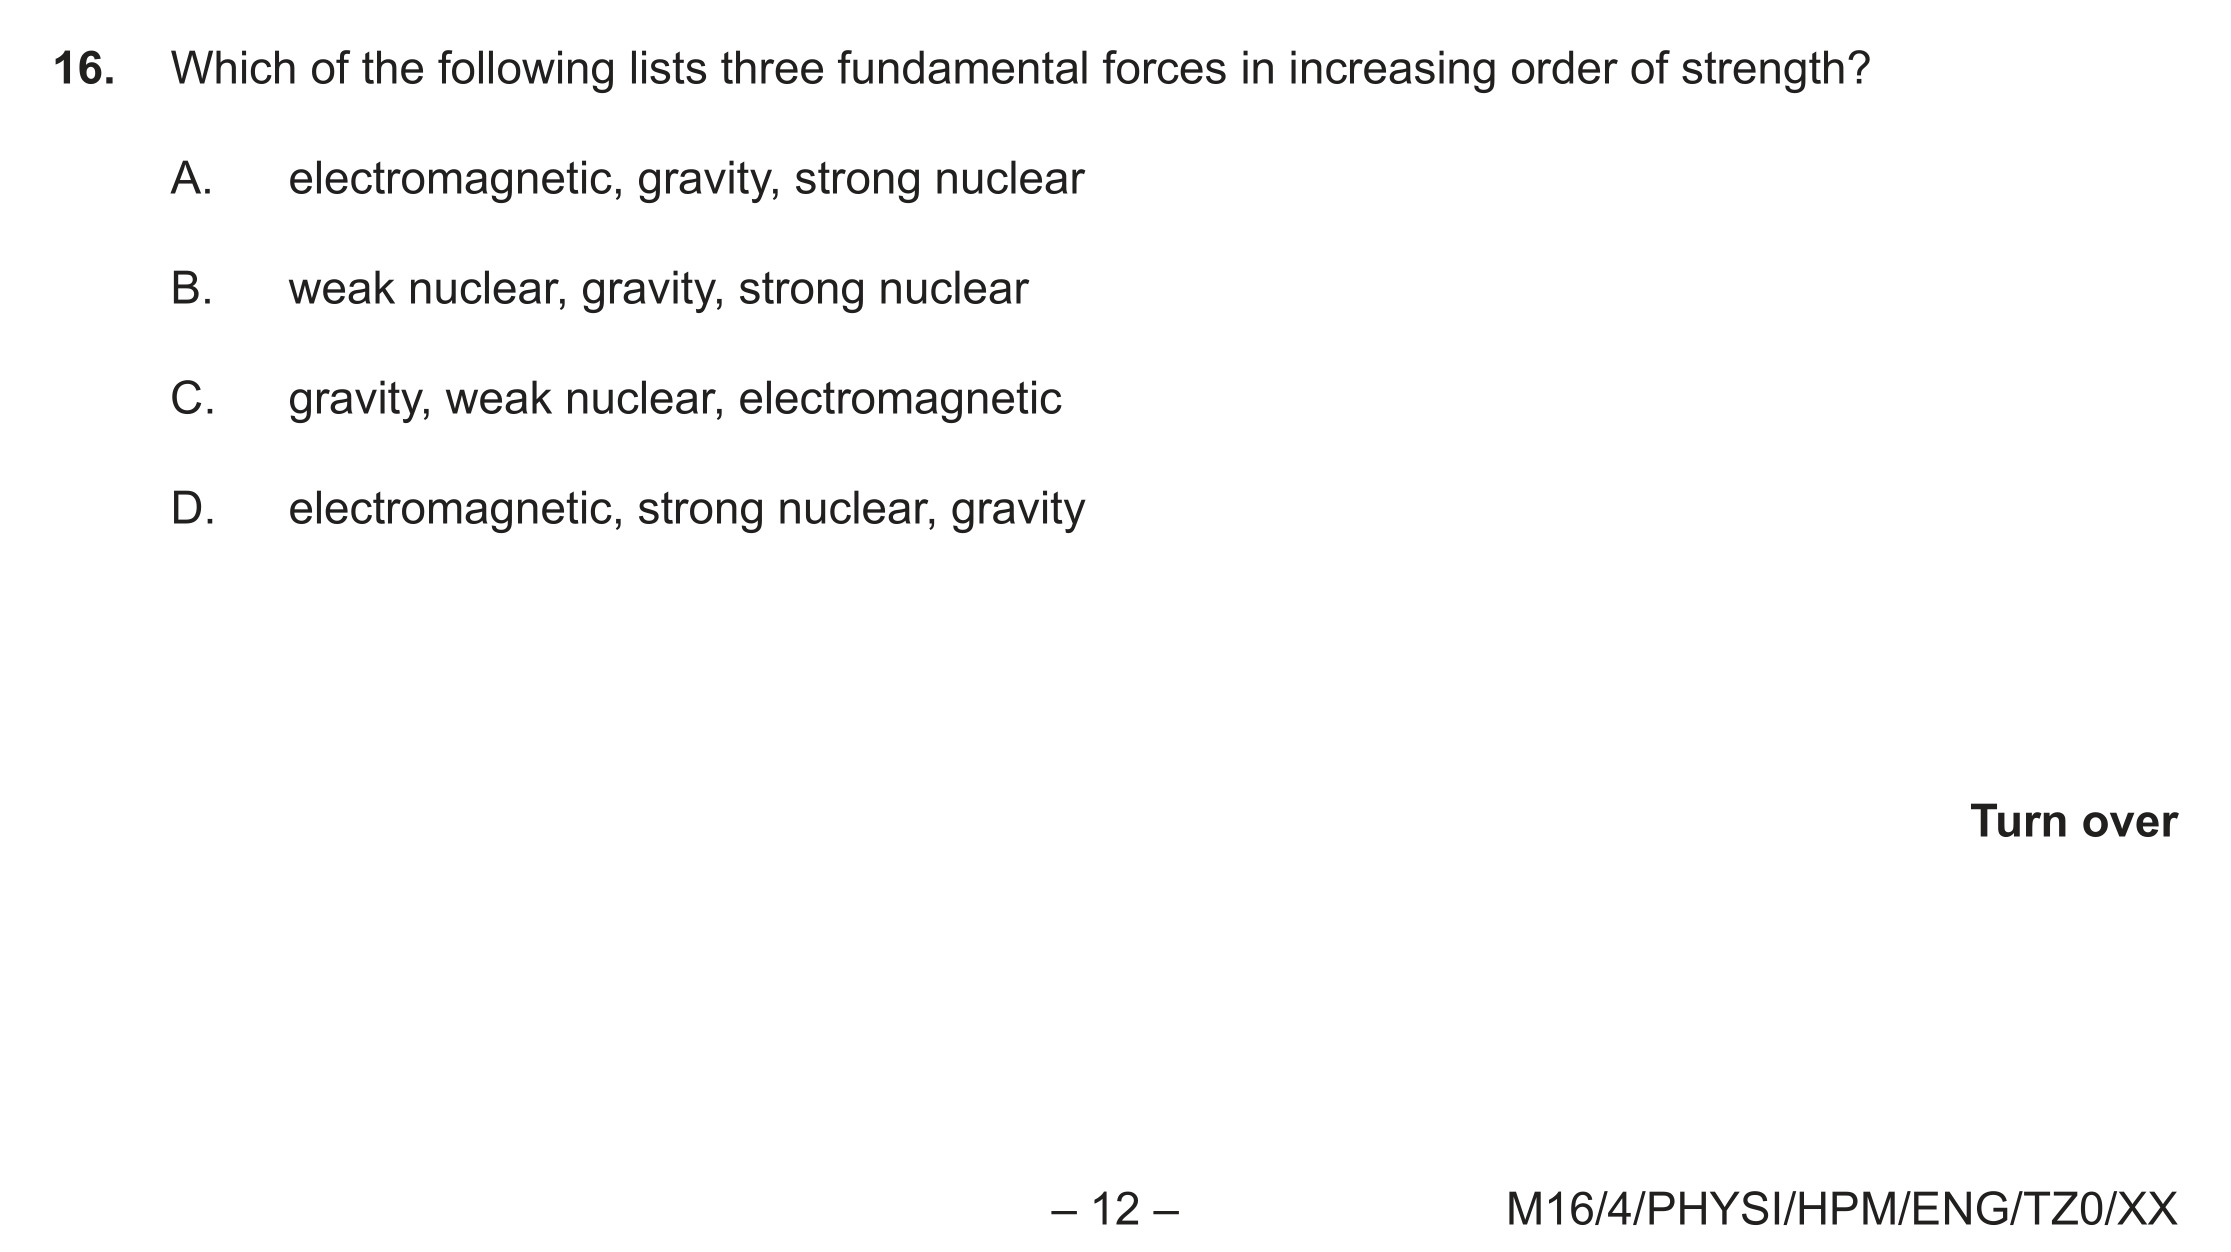 16. Which of the following lists three fundamental forces in increasing order of strength?
A. electromagnetic, gravity, strong nuclear
B. weak nuclear, gravity, strong nuclear
C. gravity, weak nuclear, electromagnetic
D. electromagnetic, strong nuclear, gravity
Turn over
– 12 – M16/4/PHYSI/HPM/ENG/TZ0/XX